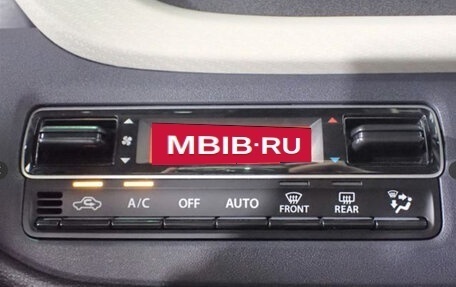 MBIB·RU
A/C OFF AUTO FRONT REAR